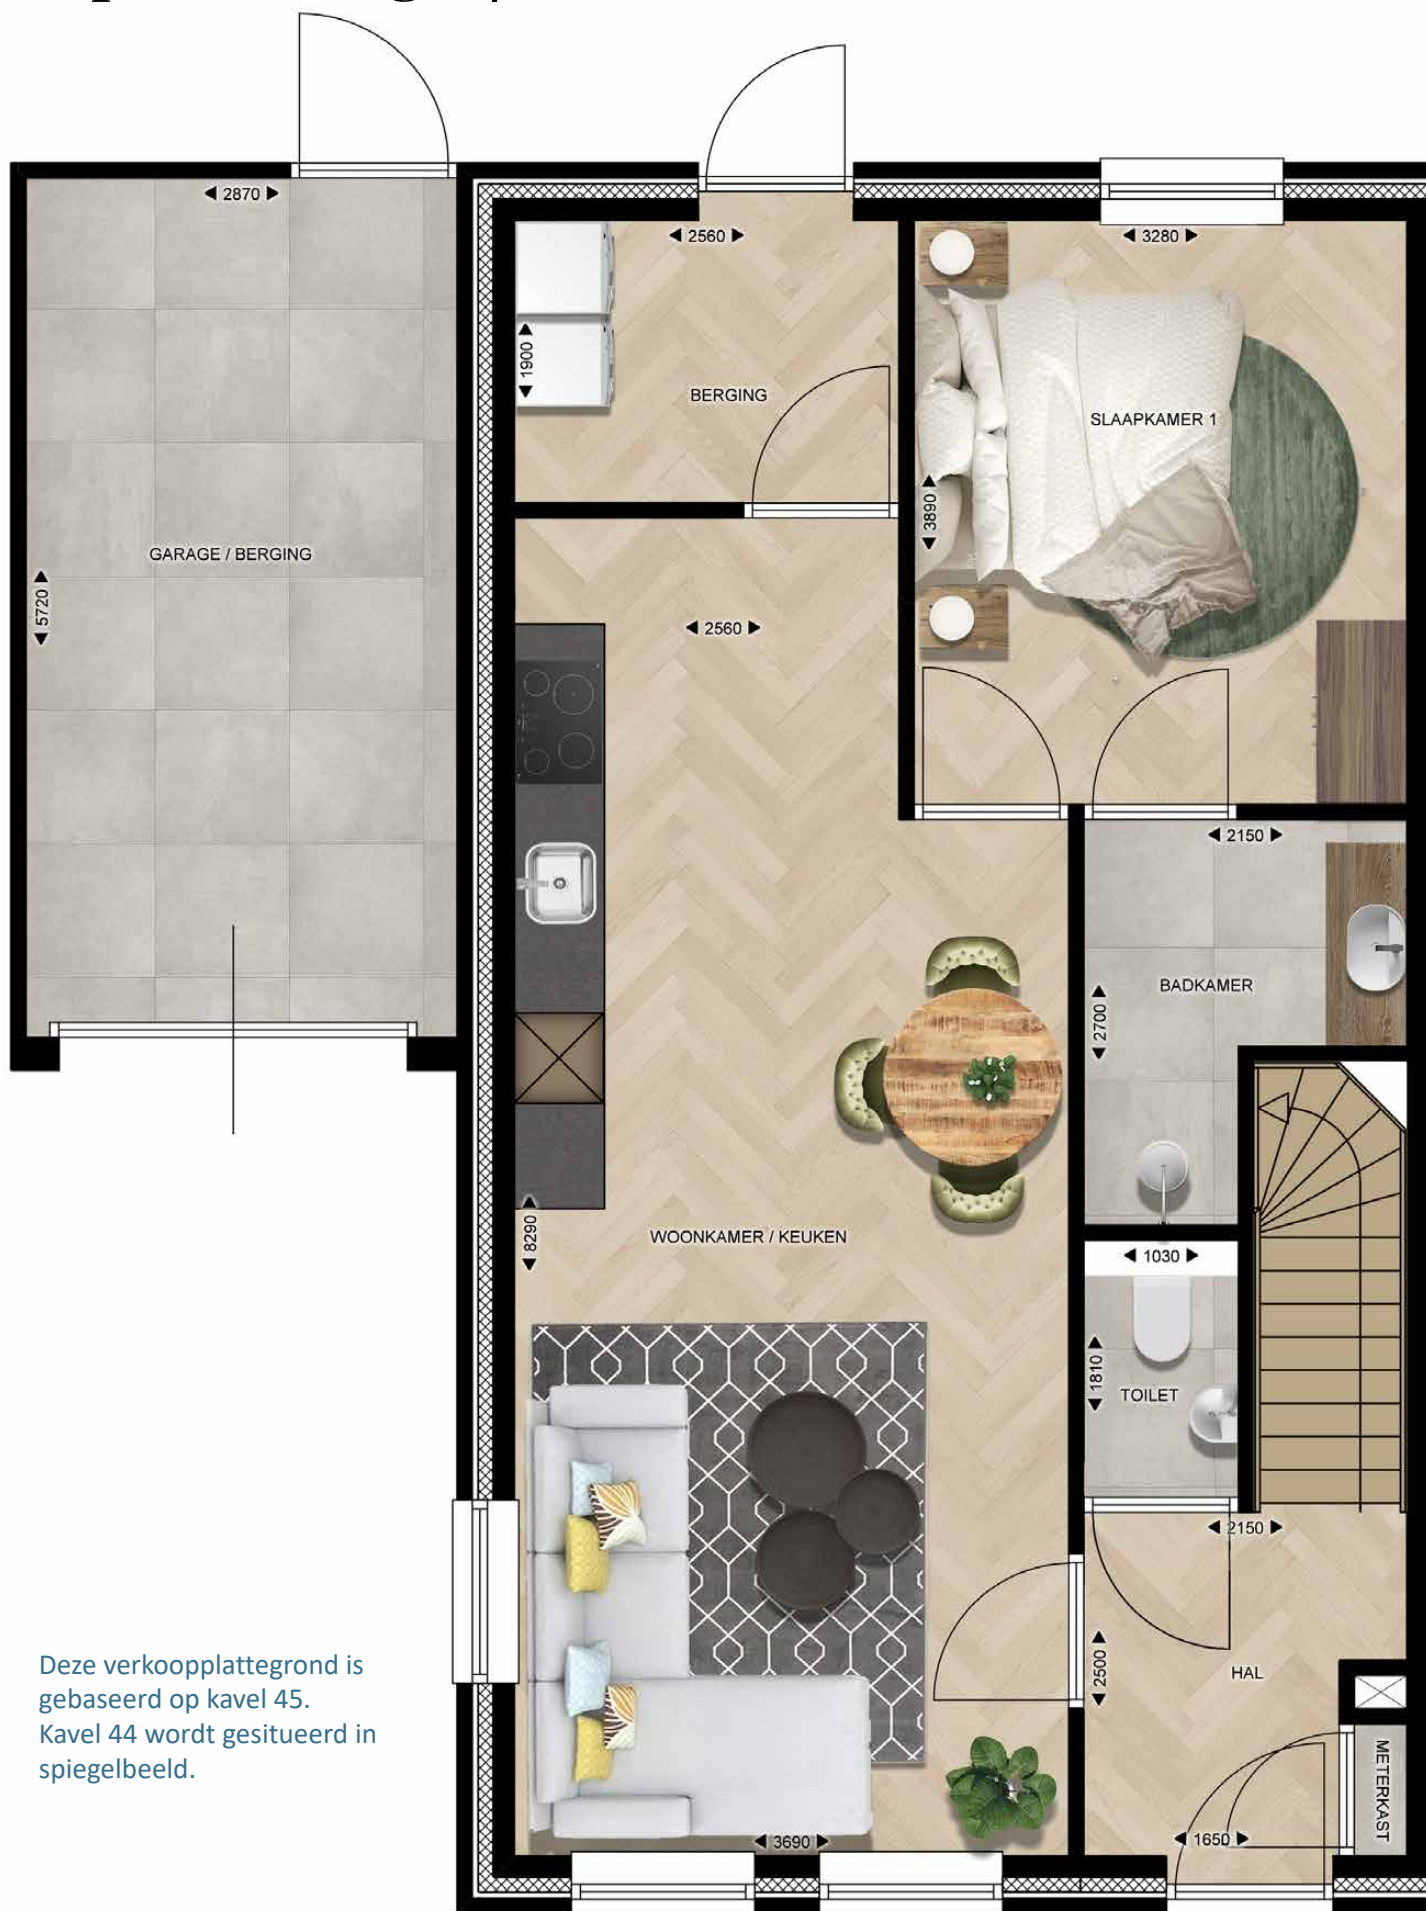 2870
2560
3280
1900
BERGING
SLAAPKAMER 1
3890
GARAGE / BERGING
5720
2560
2150
BADKAMER
2700
8290
WOONKAMER / KEUKEN
1030
1810
TOILET
2150
2500
HAL
METERKAST
1650
3690
Deze verkoopplattegrond is
gebaseerd op kavel 45.
Kavel 44 wordt gesitueerd in
spiegelbeeld.